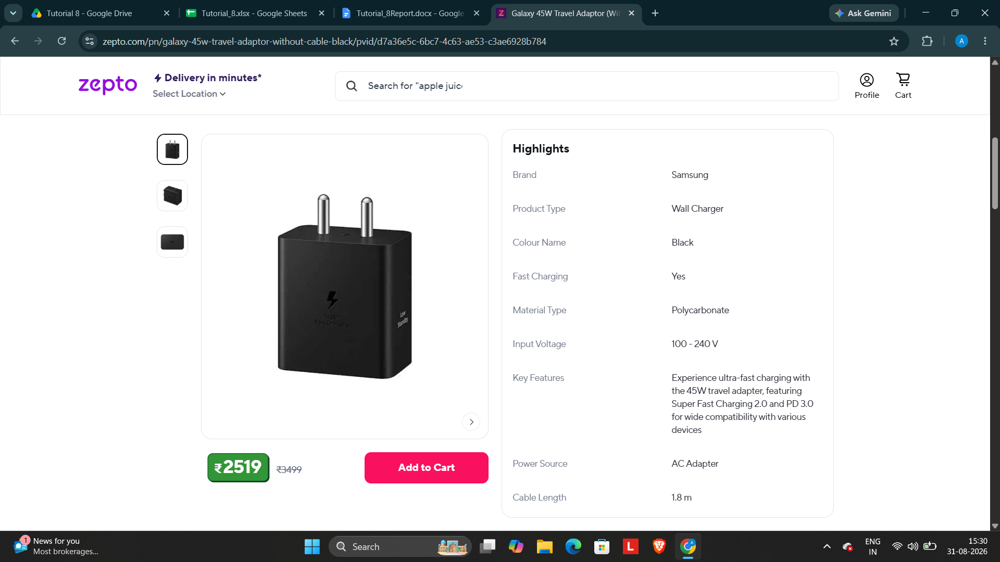 Tutorial 8 - Google Drive
Tutorial_8.xlsx - Google Sheets
Tutorial_8Report.docx - Google
Galaxy 45W Travel Adaptor (Wit
Ask Gemini
zepto.com/pn/galaxy-45w-travel-adaptor-without-cable-black/pvid/d7a36e5c-6bc7-4c63-ae53-c3ae6928b784
A
zepto
Delivery in minutes*
Select Location
Search for "apple juic
Profile
Cart
Super
Fast Charging
Low
Standby
₹2519
₹3499
Add to Cart
Highlights
Brand Samsung
Product Type Wall Charger
Colour Name Black
Fast Charging Yes
Material Type Polycarbonate
Input Voltage 100 - 240 V
Key Features Experience ultra-fast charging with
the 45W travel adapter, featuring
Super Fast Charging 2.0 and PD 3.0
for wide compatibility with various
devices
Power Source AC Adapter
Cable Length 1.8 m
1
News for you
Most brokerages...
Search
L
A
ENG
IN
15:30
31-08-2026